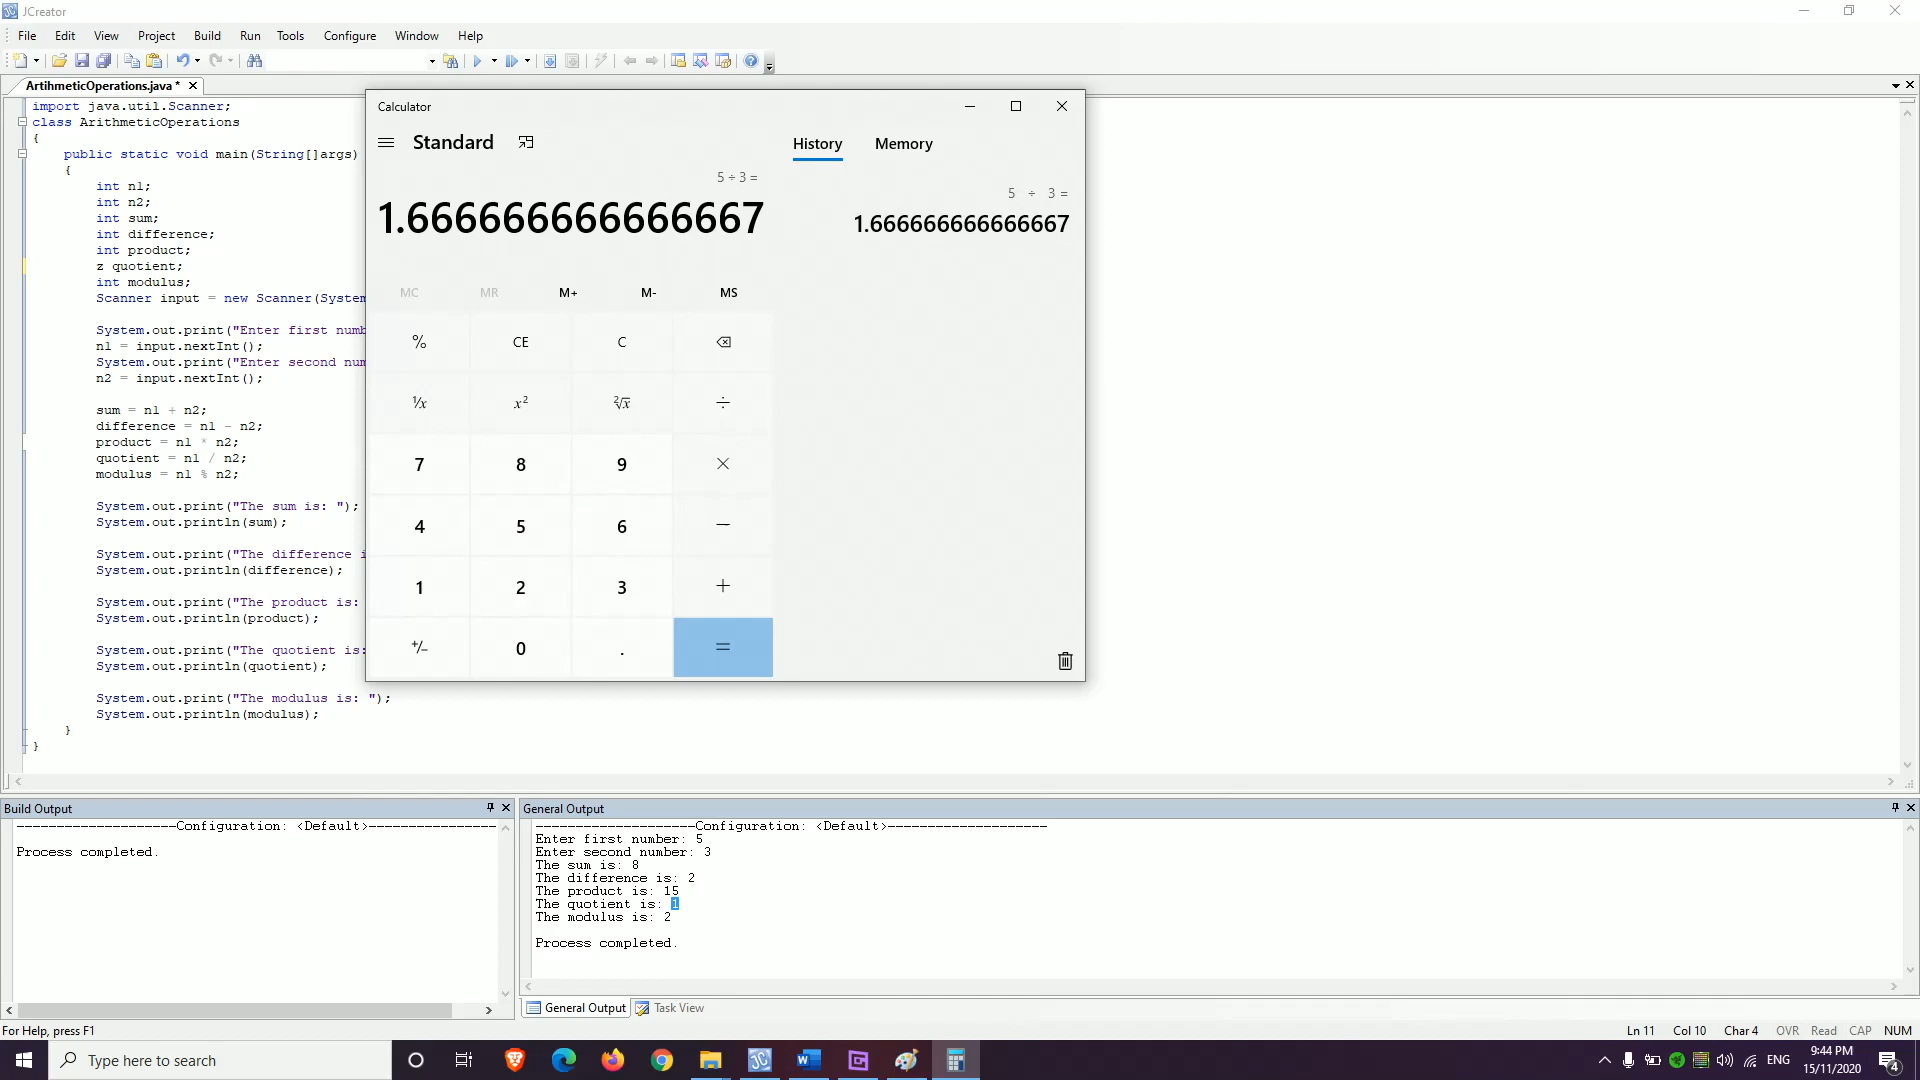 JCreator
File Edit View Project Build Run Tools Configure Window Help
ArtihmeticOperations.java *
import java.util.Scanner;
class ArithmeticOperations
{
public static void main(String[]args)
{
int n1;
int n2;
int sum;
int difference;
int product;
z quotient;
int modulus;
Scanner input = new Scanner(System
System.out.print("Enter first numb
n1 = input.nextInt();
System.out.print("Enter second num
n2 = input.nextInt();
sum = n1 + n2;
difference = n1 - n2;
product = n1 * n2;
quotient = n1 / n2;
modulus = n1 % n2;
System.out.print("The sum is: ");
System.out.println(sum);
System.out.print("The difference i
System.out.println(difference);
System.out.print("The product is:
System.out.println(product);
System.out.print("The quotient is:
System.out.println(quotient);
System.out.print("The modulus is: ");
System.out.println(modulus);
}
}
Calculator
Standard
5 ÷ 3 =
1.666666666666667
History Memory
5 ÷ 3 =
1.666666666666667
MC MR M+ M- MS
% CE C
¹/x x² ²√x ÷
7 8 9 ×
4 5 6 −
1 2 3 +
+/− 0 . =
Build Output
--------------------Configuration: <Default>----------------
Process completed.
General Output
--------------------Configuration: <Default>--------------------
Enter first number: 5
Enter second number: 3
The sum is: 8
The difference is: 2
The product is: 15
The quotient is: 1
The modulus is: 2
Process completed.
General Output Task View
For Help, press F1
Ln 11 Col 10 Char 4 OVR Read CAP NUM
Type here to search
ENG
9:44 PM
15/11/2020
4